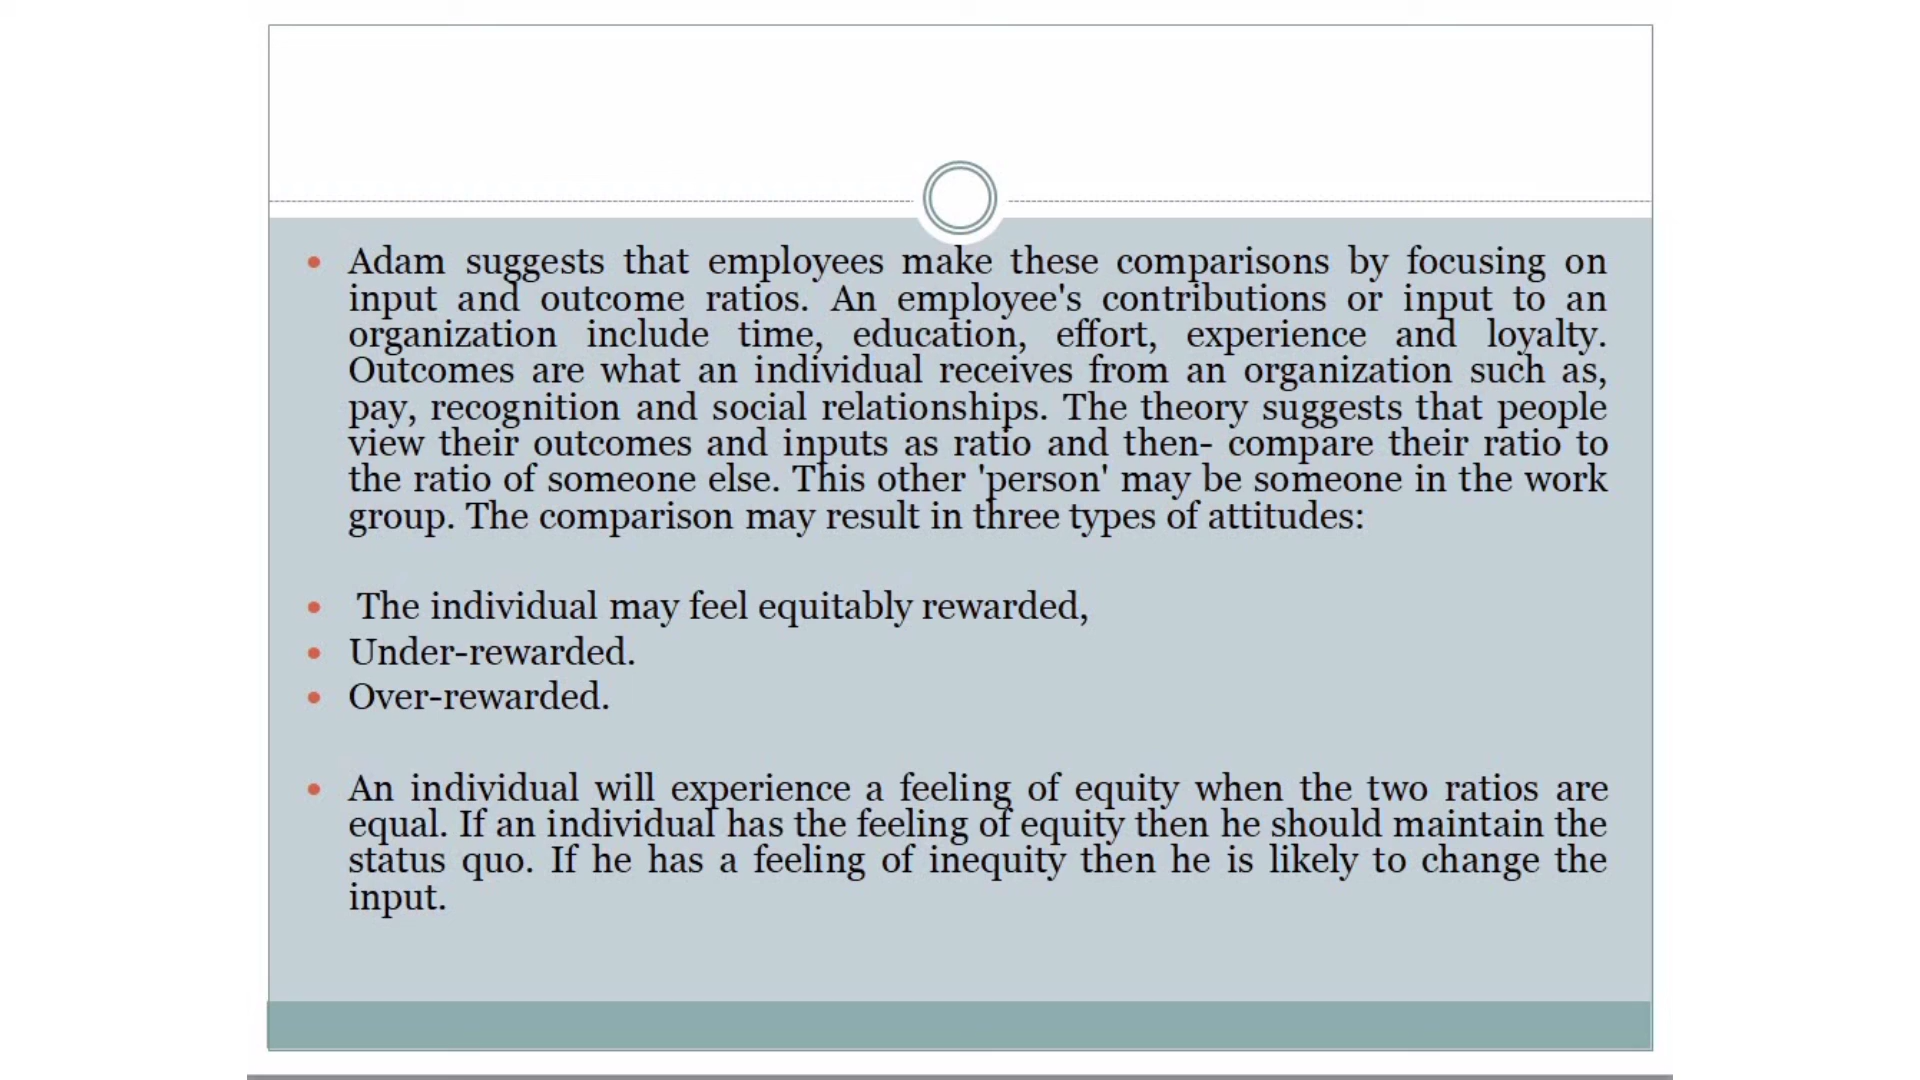 • Adam suggests that employees make these comparisons by focusing on
input and outcome ratios. An employee's contributions or input to an
organization include time, education, effort, experience and loyalty.
Outcomes are what an individual receives from an organization such as,
pay, recognition and social relationships. The theory suggests that people
view their outcomes and inputs as ratio and then- compare their ratio to
the ratio of someone else. This other 'person' may be someone in the work
group. The comparison may result in three types of attitudes:
• The individual may feel equitably rewarded,
• Under-rewarded.
• Over-rewarded.
• An individual will experience a feeling of equity when the two ratios are
equal. If an individual has the feeling of equity then he should maintain the
status quo. If he has a feeling of inequity then he is likely to change the
input.